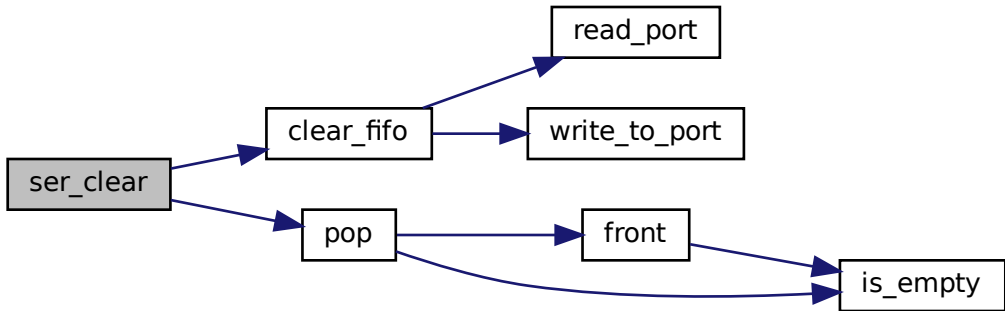 read_port
clear_fifo
write_to_port
ser_clear
pop
front
is_empty